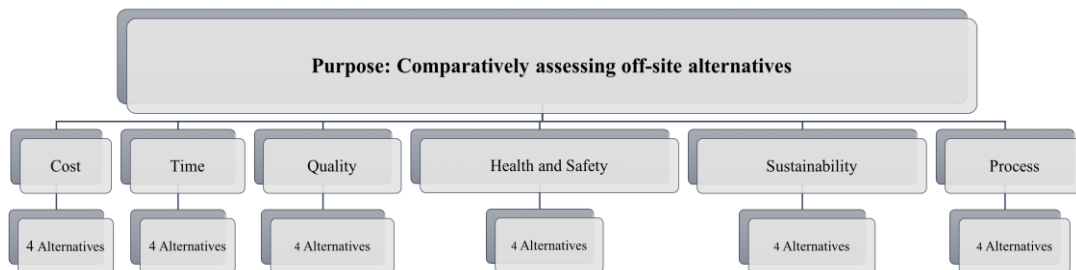 Purpose: Comparatively assessing off-site alternatives
Cost
Time
Quality
Health and Safety
Sustainability
Process
4 Alternatives
4 Alternatives
4 Alternatives
4 Alternatives
4 Alternatives
4 Alternatives